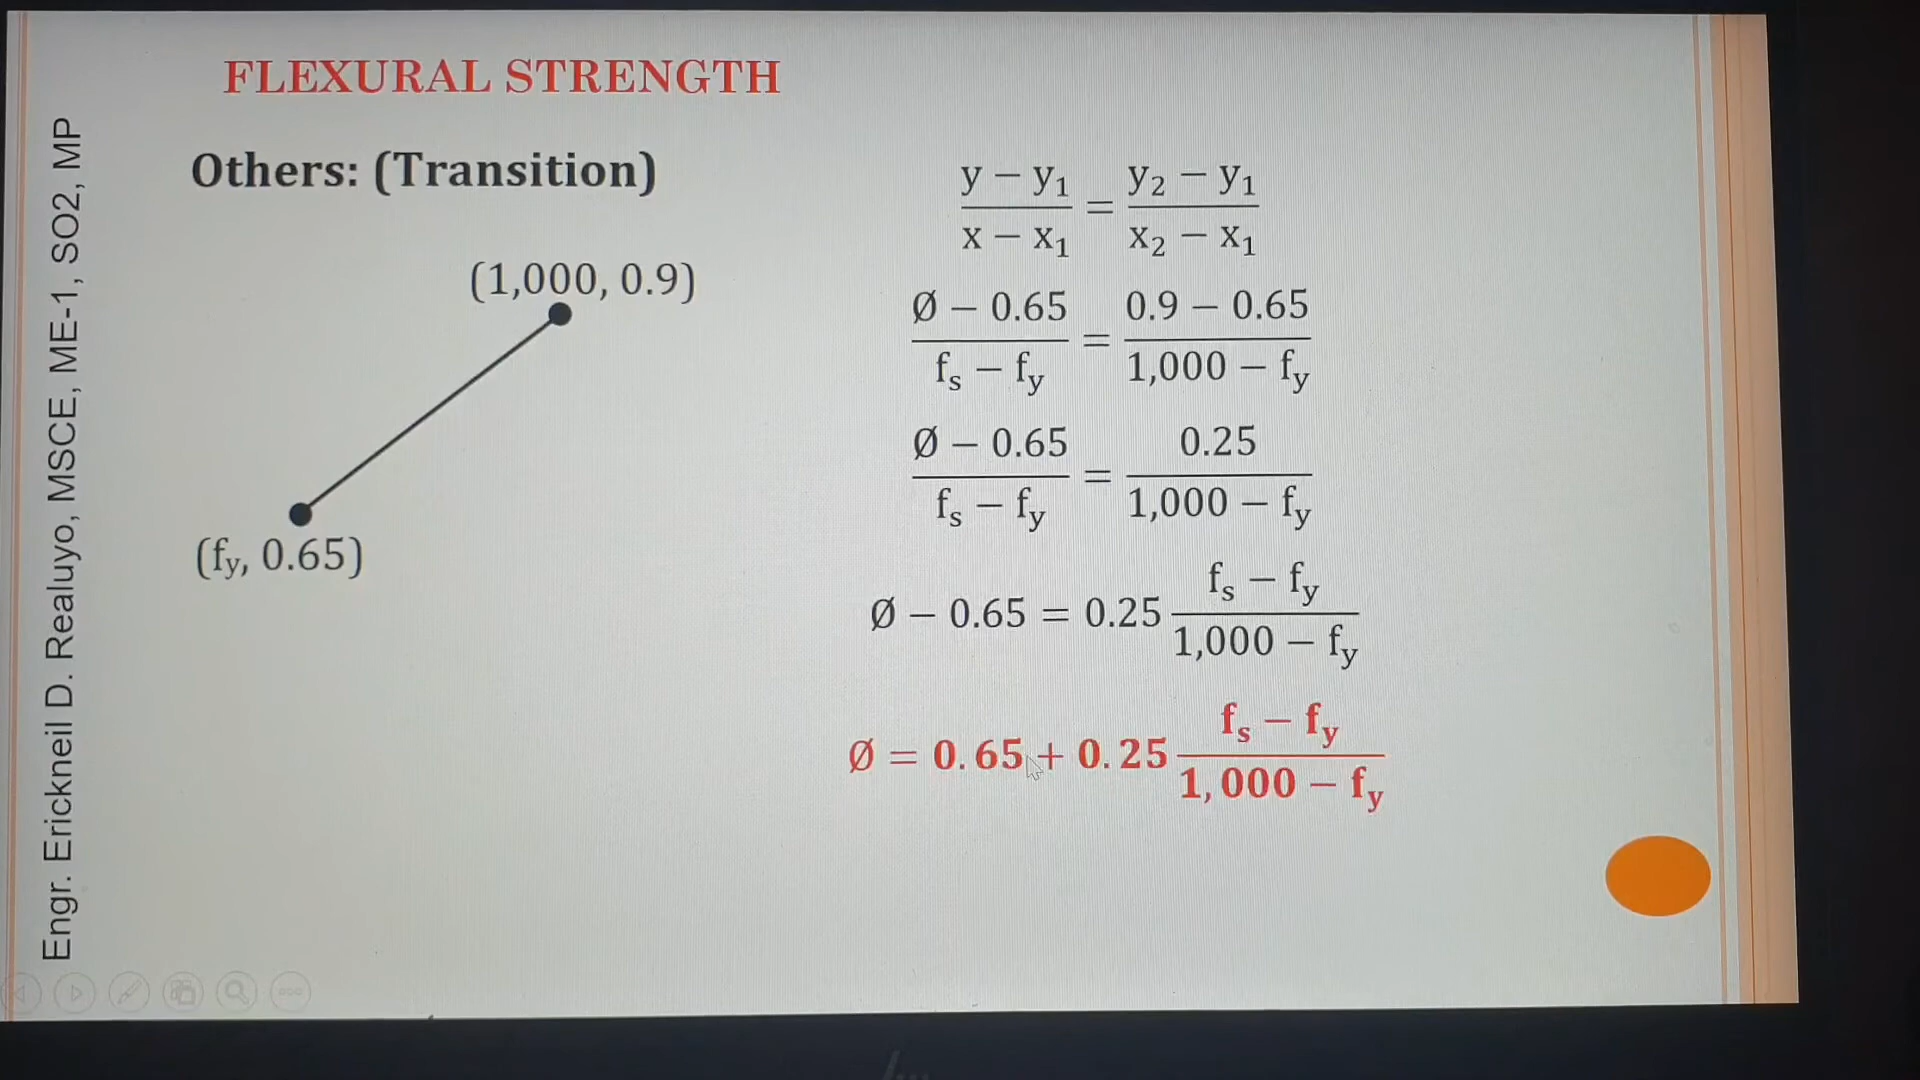 FLEXURAL STRENGTH
Engr. Erickneil D. Realuyo, MSCE, ME-1, SO2, MP
Others: (Transition)
(1,000, 0.9)
(fy, 0.65)
y − y₁ / x − x₁ = y₂ − y₁ / x₂ − x₁
Ø − 0.65 / fs − fy = 0.9 − 0.65 / 1,000 − fy
Ø − 0.65 / fs − fy = 0.25 / 1,000 − fy
Ø − 0.65 = 0.25 fs − fy / 1,000 − fy
Ø = 0.65 + 0.25 fs − fy / 1,000 − fy